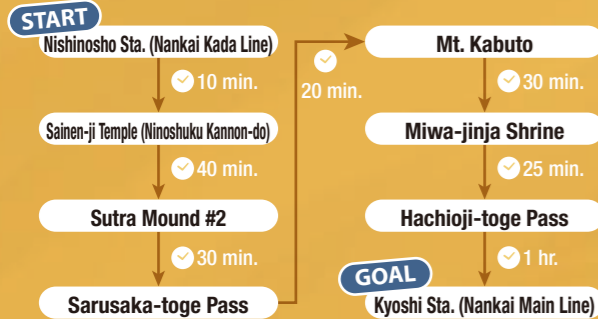 START
Nishinosho Sta. (Nankai Kada Line)
10 min.
Sainen-ji Temple (Ninoshuku Kannon-do)
40 min.
Sutra Mound #2
30 min.
Sarusaka-toge Pass
20 min.
Mt. Kabuto
30 min.
Miwa-jinja Shrine
25 min.
Hachioji-toge Pass
1 hr.
GOAL
Kyoshi Sta. (Nankai Main Line)